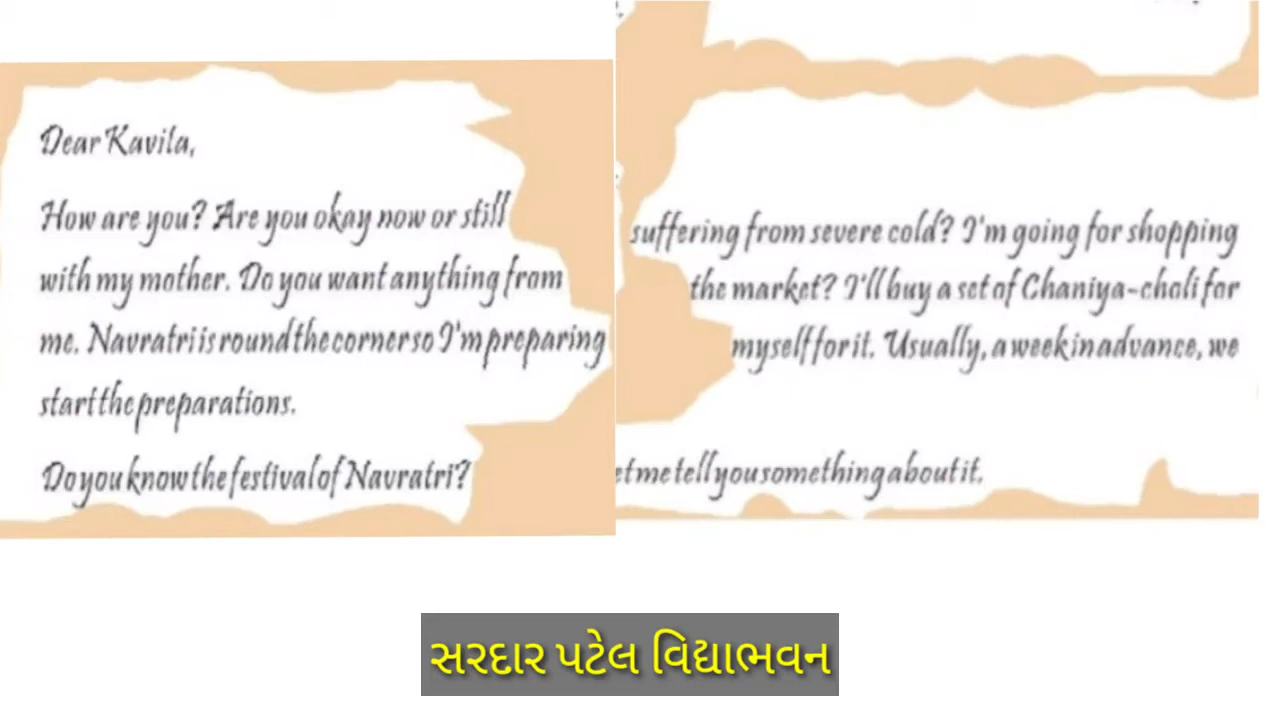 Dear Kavila,
How are you? Are you okay now or still suffering from severe cold? I'm going for shopping
with my mother. Do you want anything from the market? I'll buy a set of Chaniya-choli for
me. Navratri is round the corner so I'm preparing myself for it. Usually, a week in advance, we
start the preparations.
Do you know the festival of Navratri? et me tell you something about it.
સરદાર પટેલ વિદ્યાભવન